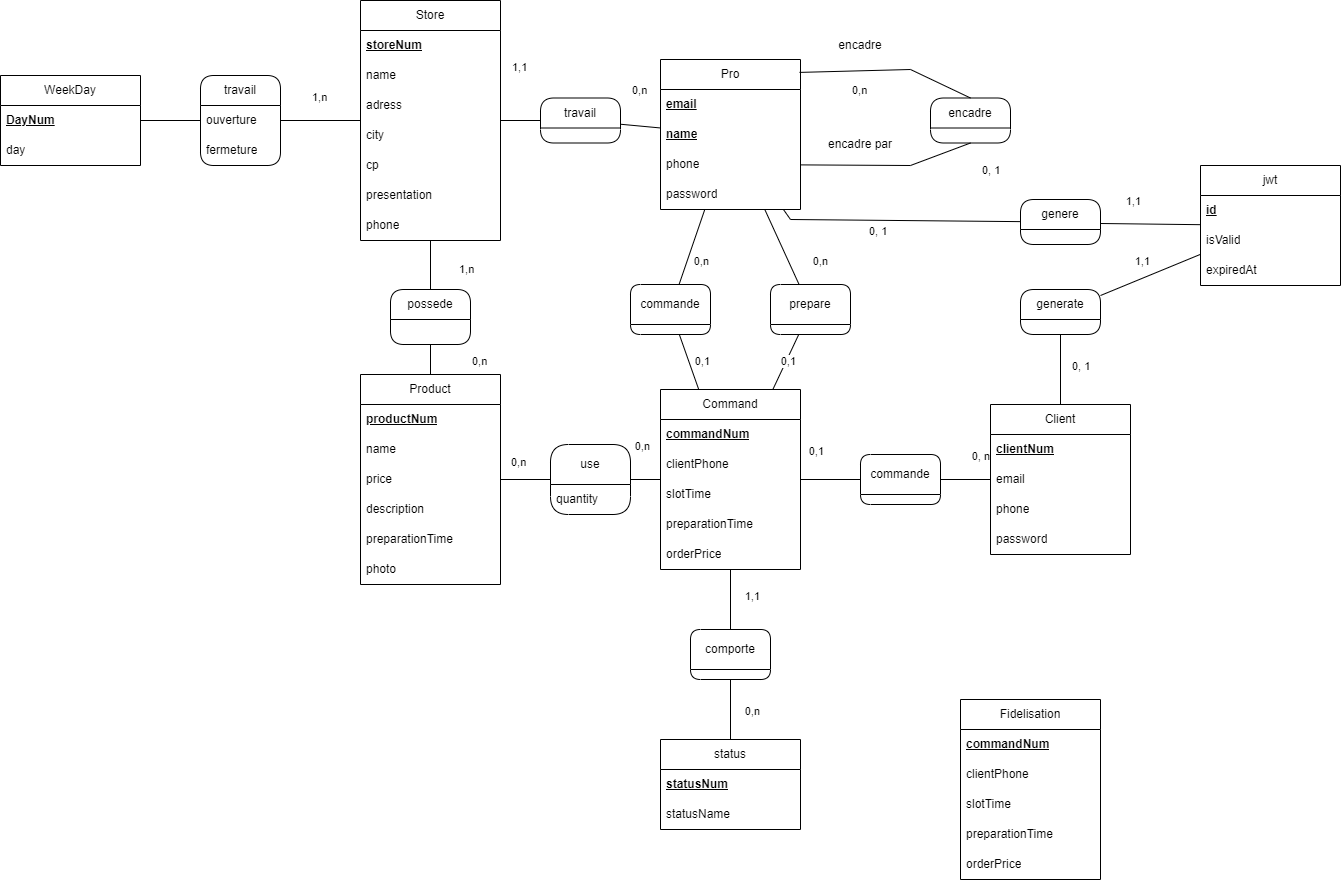 Store
storeNum
name
adress
city
cp
presentation
phone
WeekDay
DayNum
day
travail
ouverture
fermeture
1,n
1,1
travail
0,n
Pro
email
name
phone
password
encadre
0,n
encadre
encadre par
0, 1
jwt
id
isValid
expiredAt
genere
1,1
0, 1
1,1
generate
0, 1
1,n
possede
0,n
0,n
commande
0,1
0,n
prepare
0,1
Product
productNum
name
price
description
preparationTime
photo
0,n
use
quantity
0,n
Command
commandNum
clientPhone
slotTime
preparationTime
orderPrice
0,1
commande
0, n
Client
clientNum
email
phone
password
1,1
comporte
0,n
status
statusNum
statusName
Fidelisation
commandNum
clientPhone
slotTime
preparationTime
orderPrice